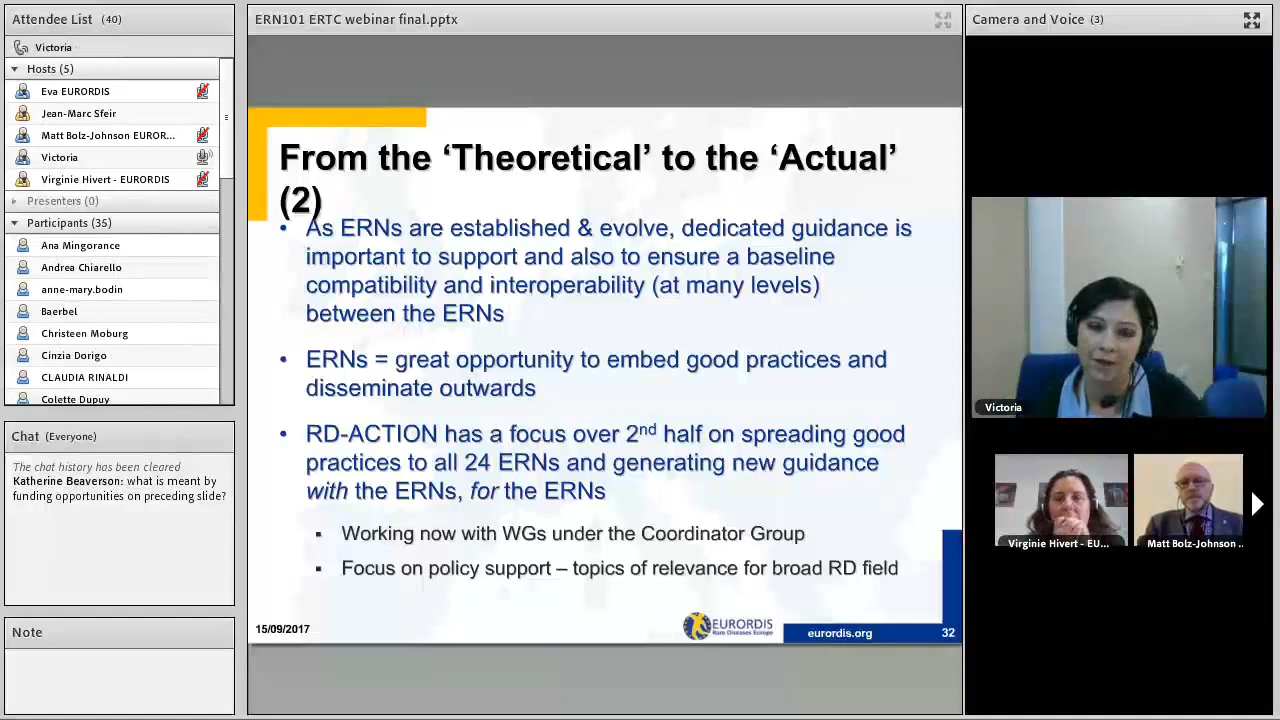 Attendee List (40)
Victoria
Hosts (5)
Eva EURORDIS
Jean-Marc Sfeir
Matt Bolz-Johnson EUROR...
Victoria
Virginie Hivert - EURORDIS
Presenters (0)
Participants (35)
Ana Mingorance
Andrea Chiarello
anne-mary.bodin
Baerbel
Christeen Moburg
Cinzia Dorigo
CLAUDIA RINALDI
Colette Dupuy
Chat (Everyone)
The chat history has been cleared
Katherine Beaverson: what is meant by
funding opportunities on preceding slide?
Note
ERN101 ERTC webinar final.pptx
From the ‘Theoretical’ to the ‘Actual’
(2)
• As ERNs are established & evolve, dedicated guidance is
important to support and also to ensure a baseline
compatibility and interoperability (at many levels)
between the ERNs
• ERNs = great opportunity to embed good practices and
disseminate outwards
• RD-ACTION has a focus over 2nd half on spreading good
practices to all 24 ERNs and generating new guidance
with the ERNs, for the ERNs
▪ Working now with WGs under the Coordinator Group
▪ Focus on policy support – topics of relevance for broad RD field
15/09/2017
EURORDIS
Rare Diseases Europe
eurordis.org
32
Camera and Voice (3)
Victoria
Virginie Hivert - EU...
Matt Bolz-Johnson ..